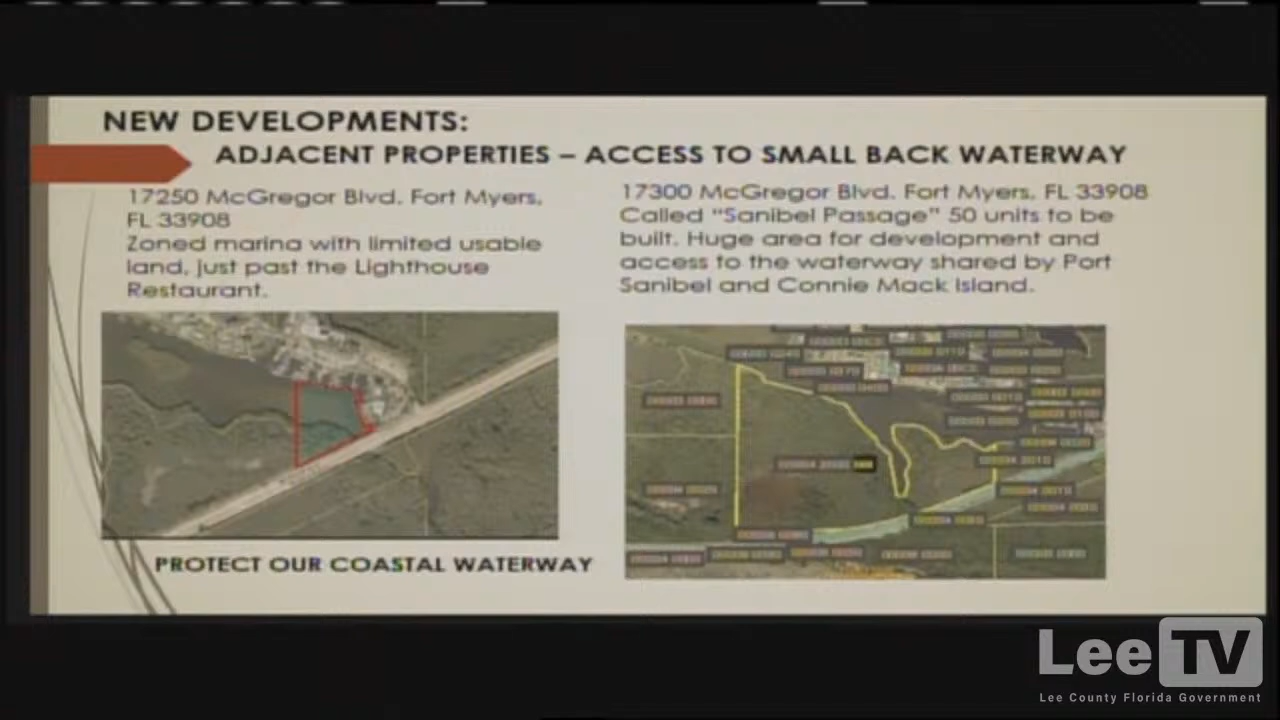 NEW DEVELOPMENTS:
ADJACENT PROPERTIES – ACCESS TO SMALL BACK WATERWAY
17250 McGregor Blvd. Fort Myers,
FL 33908
Zoned marina with limited usable
land, just past the Lighthouse
Restaurant.
17300 McGregor Blvd. Fort Myers, FL 33908
Called “Sanibel Passage” 50 units to be
built. Huge area for development and
access to the waterway shared by Port
Sanibel and Connie Mack Island.
PROTECT OUR COASTAL WATERWAY
LeeTV
Lee County Florida Government